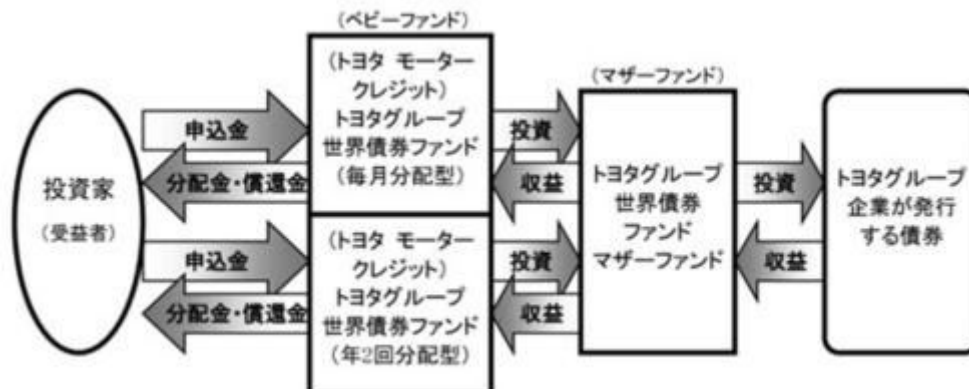 (ベビーファンド)
(トヨタ モーター
クレジット)
トヨタグループ
世界債券ファンド
(毎月分配型)
(マザーファンド)
申込金
投資
分配金・償還金
収益
投資家
(受益者)
トヨタグループ
世界債券
ファンド
マザーファンド
投資
収益
トヨタグループ
企業が発行
する債券
(トヨタ モーター
クレジット)
トヨタグループ
世界債券ファンド
(年2回分配型)
申込金
投資
分配金・償還金
収益